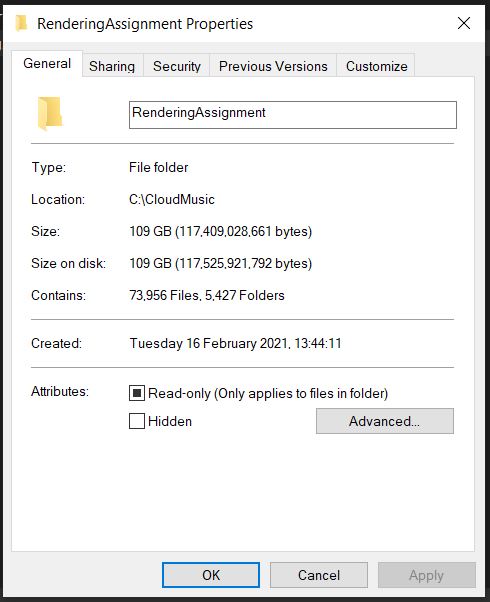 RenderingAssignment Properties
General Sharing Security Previous Versions Customize
RenderingAssignment
Type: File folder
Location: C:\CloudMusic
Size: 109 GB (117,409,028,661 bytes)
Size on disk: 109 GB (117,525,921,792 bytes)
Contains: 73,956 Files, 5,427 Folders
Created: Tuesday 16 February 2021, 13:44:11
Attributes: Read-only (Only applies to files in folder)
Hidden Advanced...
OK Cancel Apply